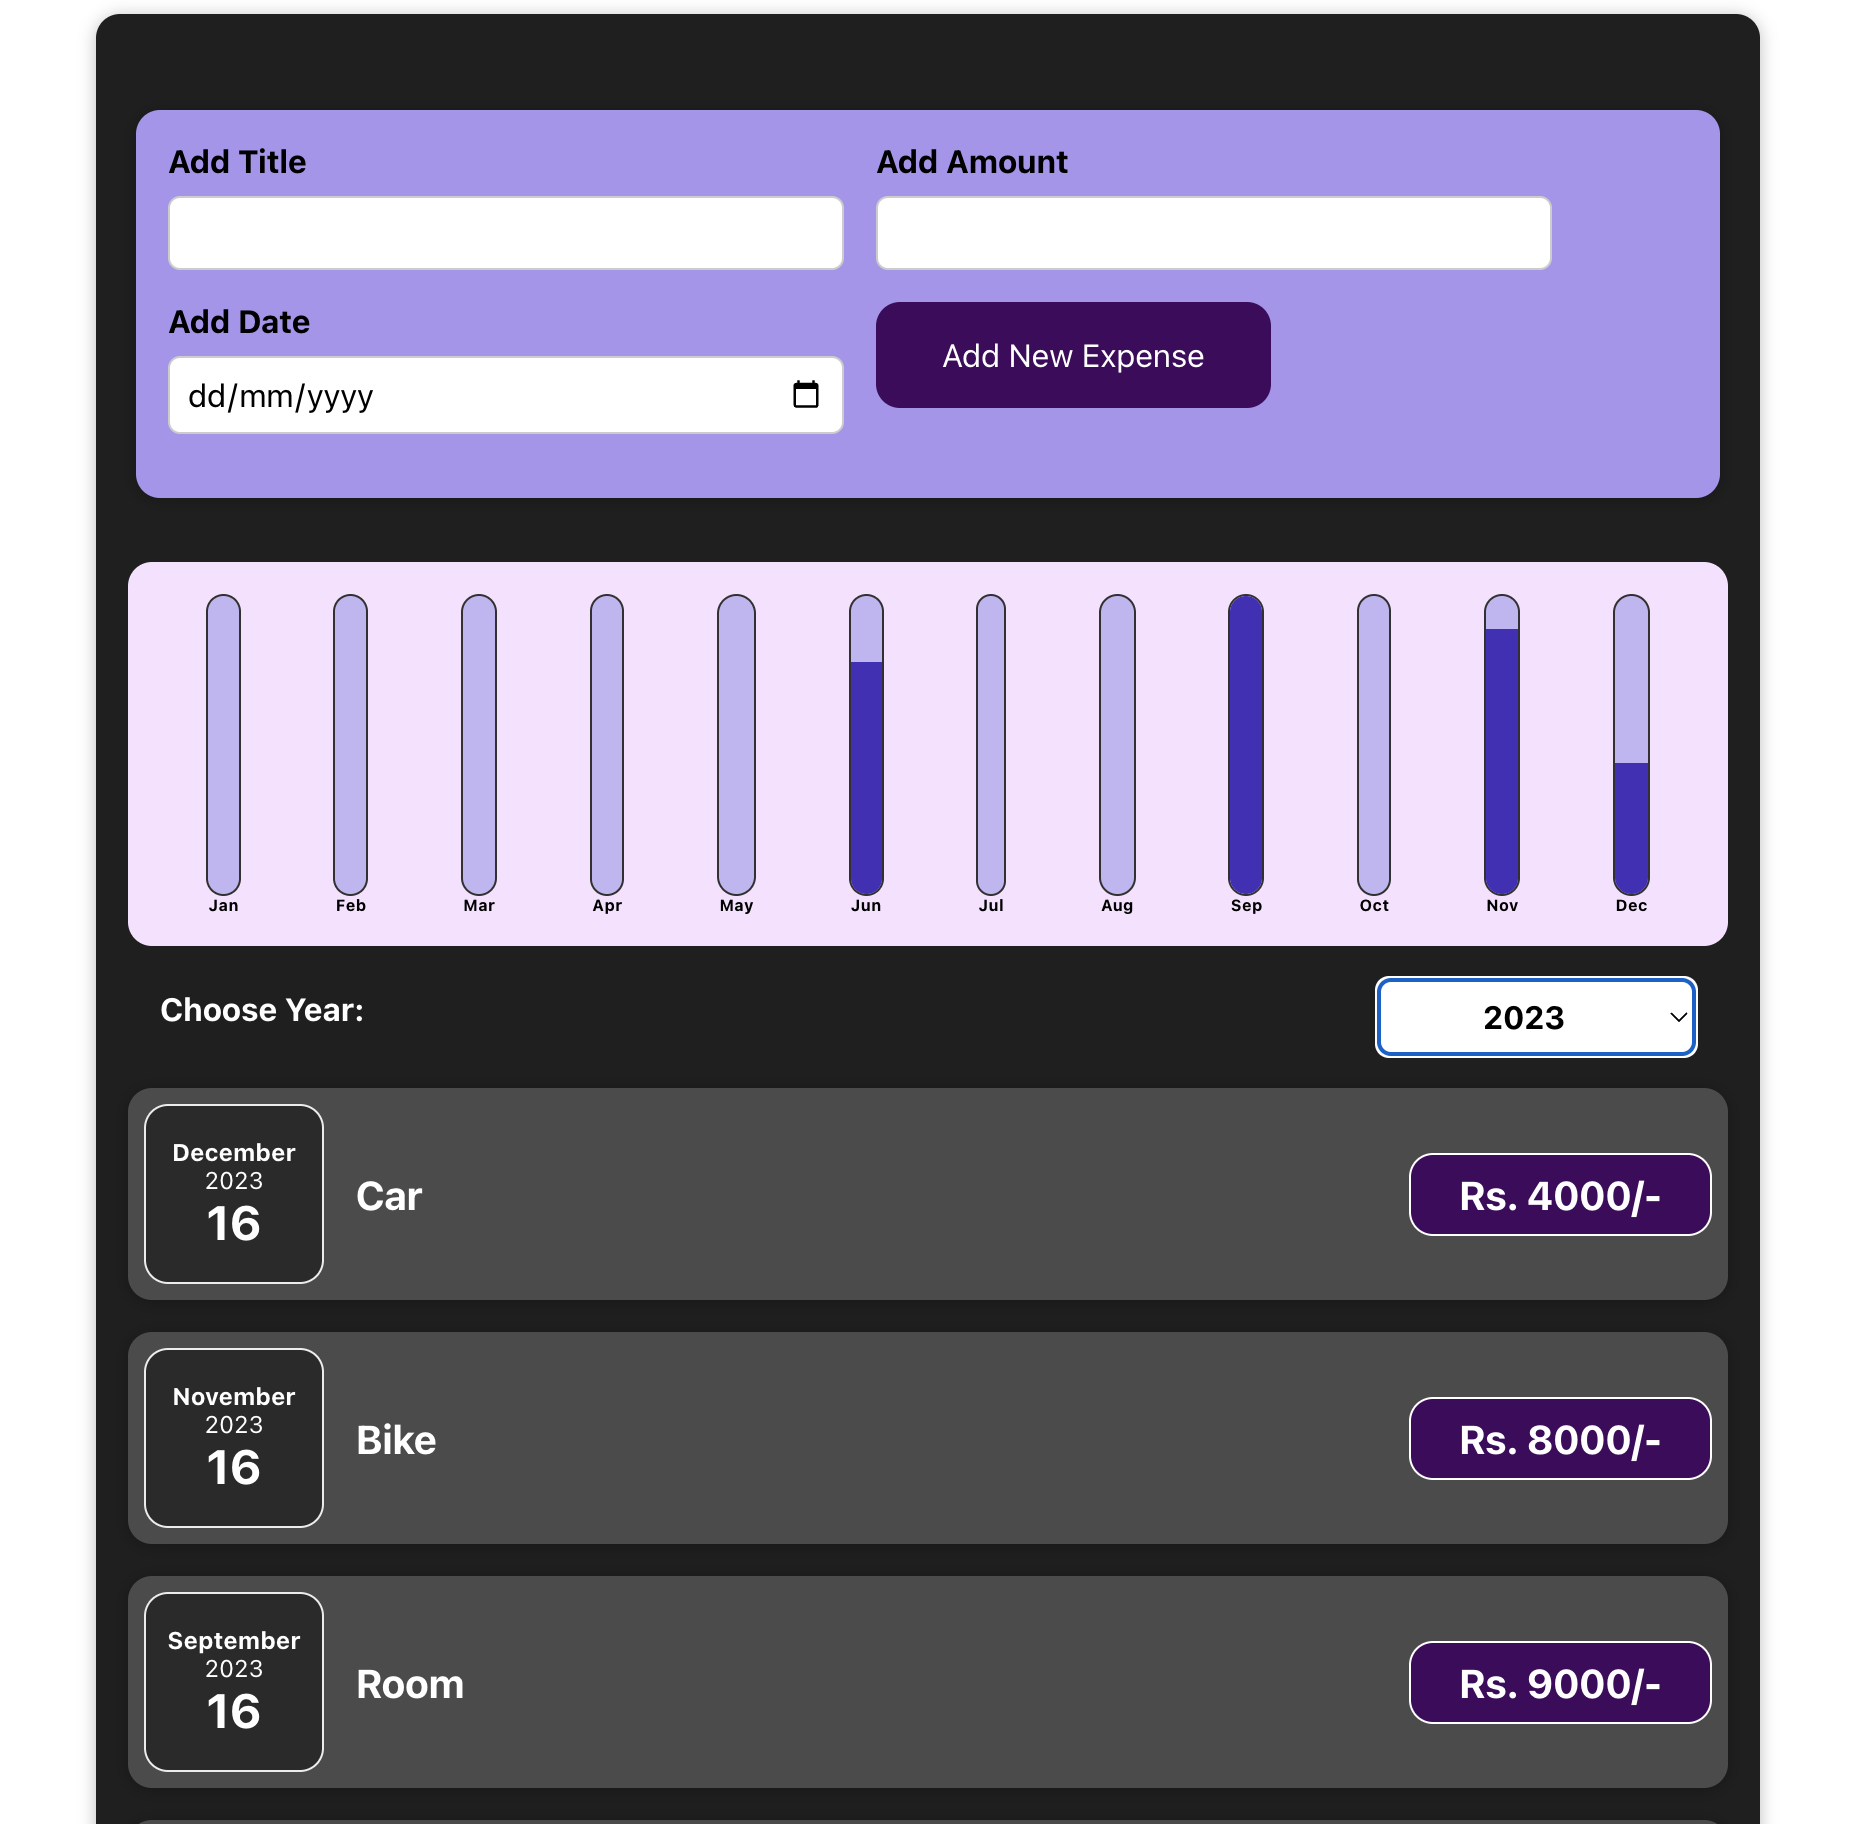 Add Title
Add Amount
Add Date
dd/mm/yyyy
Add New Expense
Jan Feb Mar Apr May Jun Jul Aug Sep Oct Nov Dec
Choose Year:
2023
December
2023
16
Car
Rs. 4000/-
November
2023
16
Bike
Rs. 8000/-
September
2023
16
Room
Rs. 9000/-